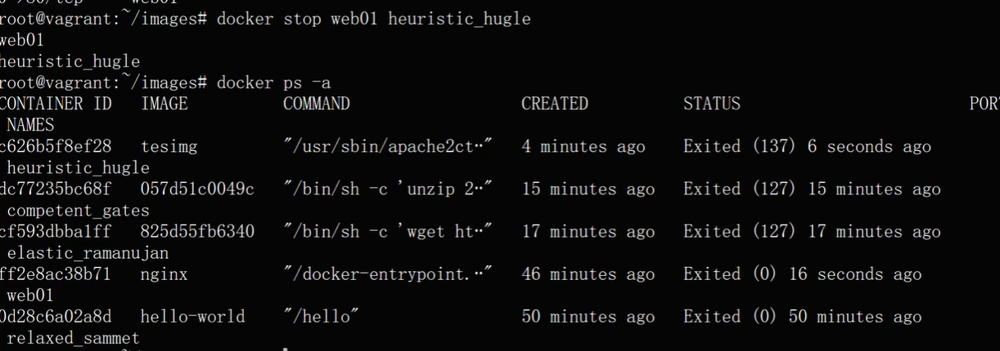 root@vagrant:~/images# docker stop web01 heuristic_hugle
web01
heuristic_hugle
root@vagrant:~/images# docker ps -a
CONTAINER ID IMAGE COMMAND CREATED STATUS POR
NAMES
c626b5f8ef28 tesimg "/usr/sbin/apache2ct…" 4 minutes ago Exited (137) 6 seconds ago
heuristic_hugle
dc77235bc68f 057d51c0049c "/bin/sh -c 'unzip 2…" 15 minutes ago Exited (127) 15 minutes ago
competent_gates
cf593dbba1ff 825d55fb6340 "/bin/sh -c 'wget ht…" 17 minutes ago Exited (127) 17 minutes ago
elastic_ramanujan
ff2e8ac38b71 nginx "/docker-entrypoint.…" 46 minutes ago Exited (0) 16 seconds ago
web01
0d28c6a02a8d hello-world "/hello" 50 minutes ago Exited (0) 50 minutes ago
relaxed_sammet